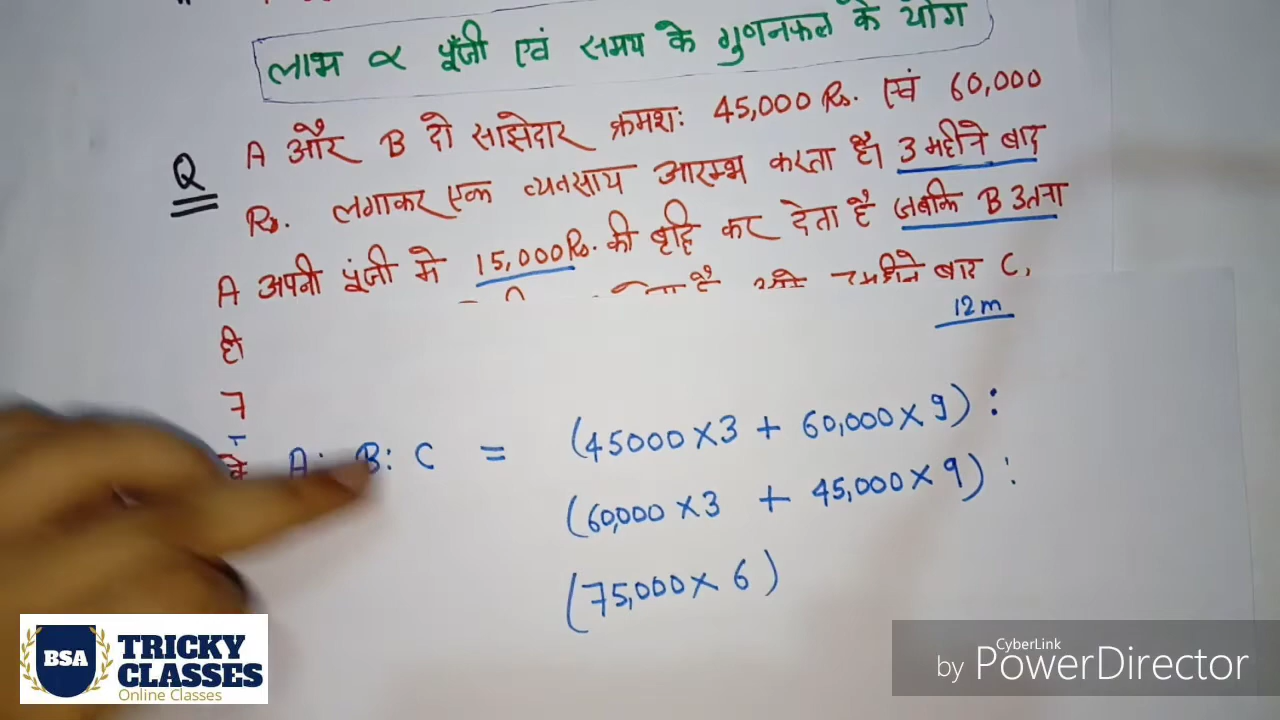 लाभ ∝ पूँजी एवं समय के गुणनफल के योग
Q A और B दो साझेदार क्रमशः 45,000 Rs. एवं 60,000
Rs. लगाकर एक व्यवसाय आरम्भ करता है। 3 महीने बाद
A अपनी पूंजी मे 15,000 Rs. की वृद्दि कर देता है जबकि B उतना
ही महीने बाद C,
12m
7
A: B: C = (45000×3 + 60,000×9) :
(60,000×3 + 45,000×9) :
(75,000×6)
BSA TRICKY CLASSES
Online Classes
by CyberLink PowerDirector